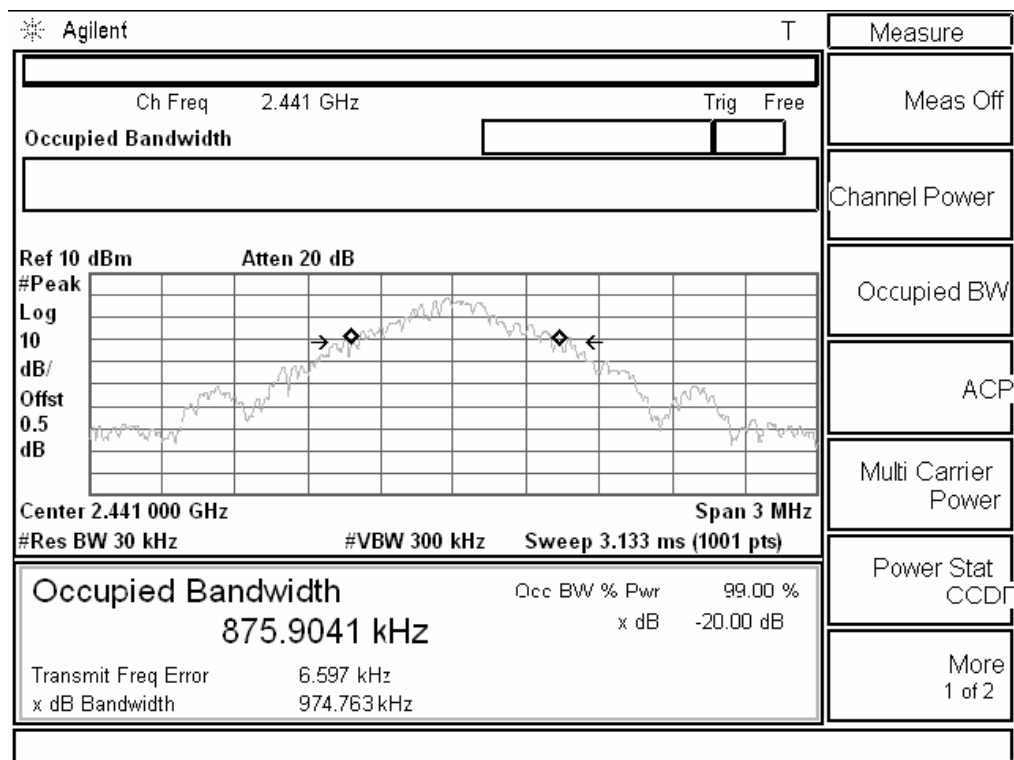 Agilent T Measure
Ch Freq 2.441 GHz Trig Free
Occupied Bandwidth
Meas Off
Channel Power
Occupied BW
ACP
Multi Carrier
Power
Power Stat
CCDF
More
1 of 2
Ref 10 dBm Atten 20 dB
#Peak
Log
10
dB/
Offst
0.5
dB
Center 2.441 000 GHz Span 3 MHz
#Res BW 30 kHz #VBW 300 kHz Sweep 3.133 ms (1001 pts)
Occupied Bandwidth
875.9041 kHz
Occ BW % Pwr 99.00 %
x dB -20.00 dB
Transmit Freq Error 6.597 kHz
x dB Bandwidth 974.763 kHz